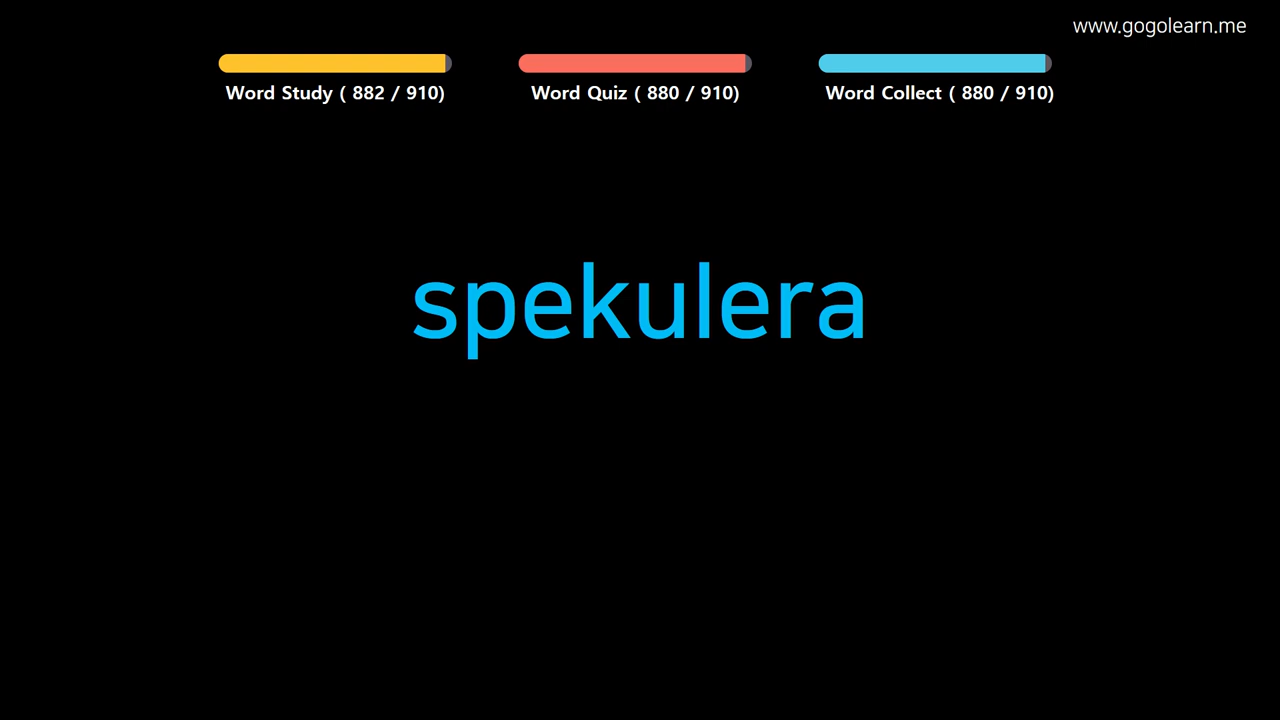 www.gogolearn.me
Word Study ( 882 / 910)
Word Quiz ( 880 / 910)
Word Collect ( 880 / 910)
spekulera